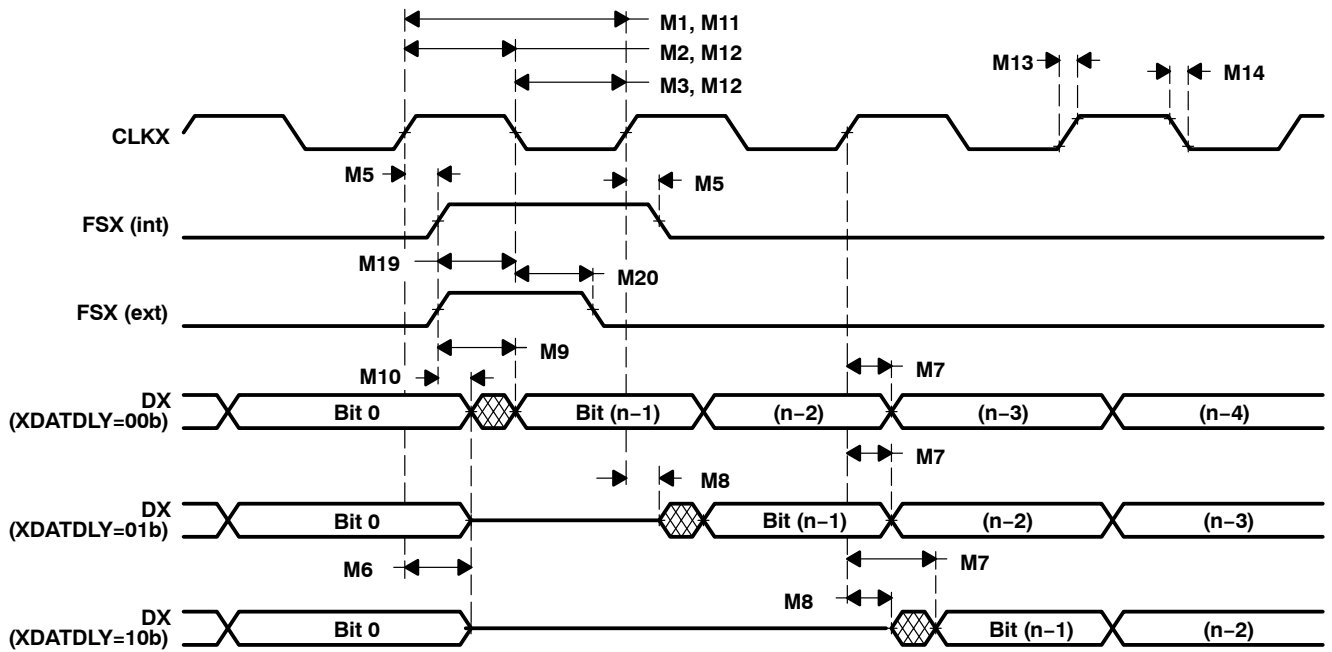 M1, M11
M2, M12
M3, M12
M13
M14
CLKX
M5
M5
FSX (int)
M19
M20
FSX (ext)
M9
M10
M7
DX
(XDATDLY=00b)
Bit 0
Bit (n−1)
(n−2)
(n−3)
(n−4)
M7
M8
DX
(XDATDLY=01b)
Bit 0
Bit (n−1)
(n−2)
(n−3)
M6
M7
M8
DX
(XDATDLY=10b)
Bit 0
Bit (n−1)
(n−2)